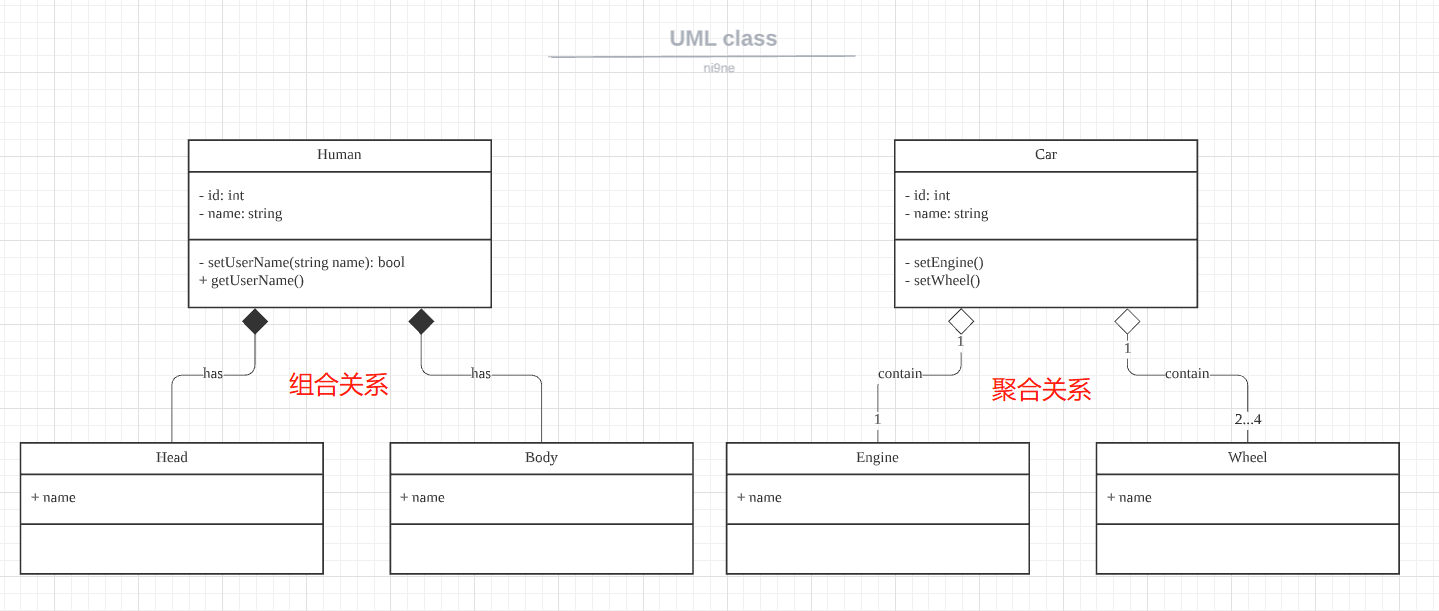 UML class
ni9ne
Human
- id: int
- name: string
- setUserName(string name): bool
+ getUserName()
Car
- id: int
- name: string
- setEngine()
- setWheel()
has
组合关系
has
1
contain
1
聚合关系
1
contain
2...4
Head
+ name
Body
+ name
Engine
+ name
Wheel
+ name